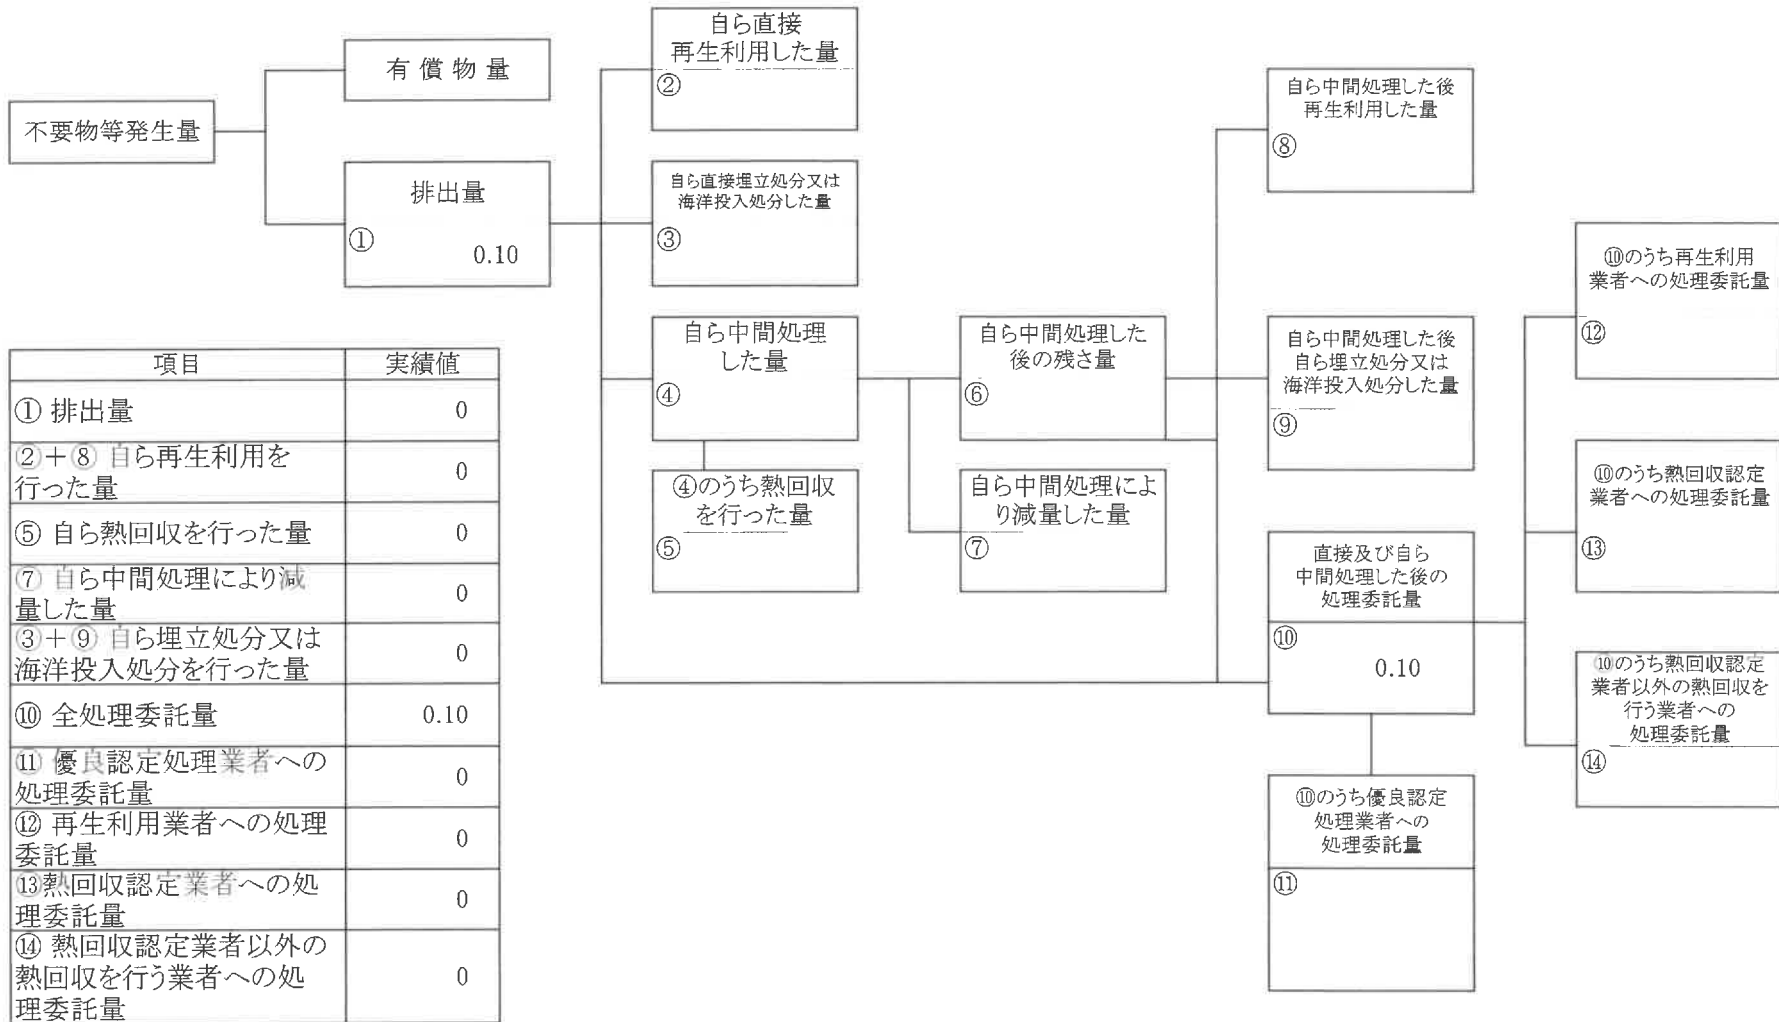 不要物等発生量
有償物量
排出量
①
0.10
自ら直接
再生利用した量
②
自ら直接埋立処分又は
海洋投入処分した量
③
自ら中間処理
した量
④
④のうち熱回収
を行った量
⑤
自ら中間処理した
後の残さ量
⑥
自ら中間処理によ
り減量した量
⑦
自ら中間処理した後
再生利用した量
⑧
自ら中間処理した後
自ら埋立処分又は
海洋投入処分した量
⑨
直接及び自ら
中間処理した後の
処理委託量
⑩
0.10
⑩のうち優良認定
処理業者への
処理委託量
⑪
⑩のうち再生利用
業者への処理委託量
⑫
⑩のうち熱回収認定
業者への処理委託量
⑬
⑩のうち熱回収認定
業者以外の熱回収を
行う業者への
処理委託量
⑭
項目 実績値
① 排出量 0
②+⑧ 自ら再生利用を
行った量 0
⑤ 自ら熱回収を行った量 0
⑦ 自ら中間処理により減
量した量 0
③+⑨ 自ら埋立処分又は
海洋投入処分を行った量 0
⑩ 全処理委託量 0.10
⑪ 優良認定処理業者への
処理委託量 0
⑫ 再生利用業者への処理
委託量 0
⑬熱回収認定業者への処
理委託量 0
⑭ 熱回収認定業者以外の
熱回収を行う業者への処
理委託量 0